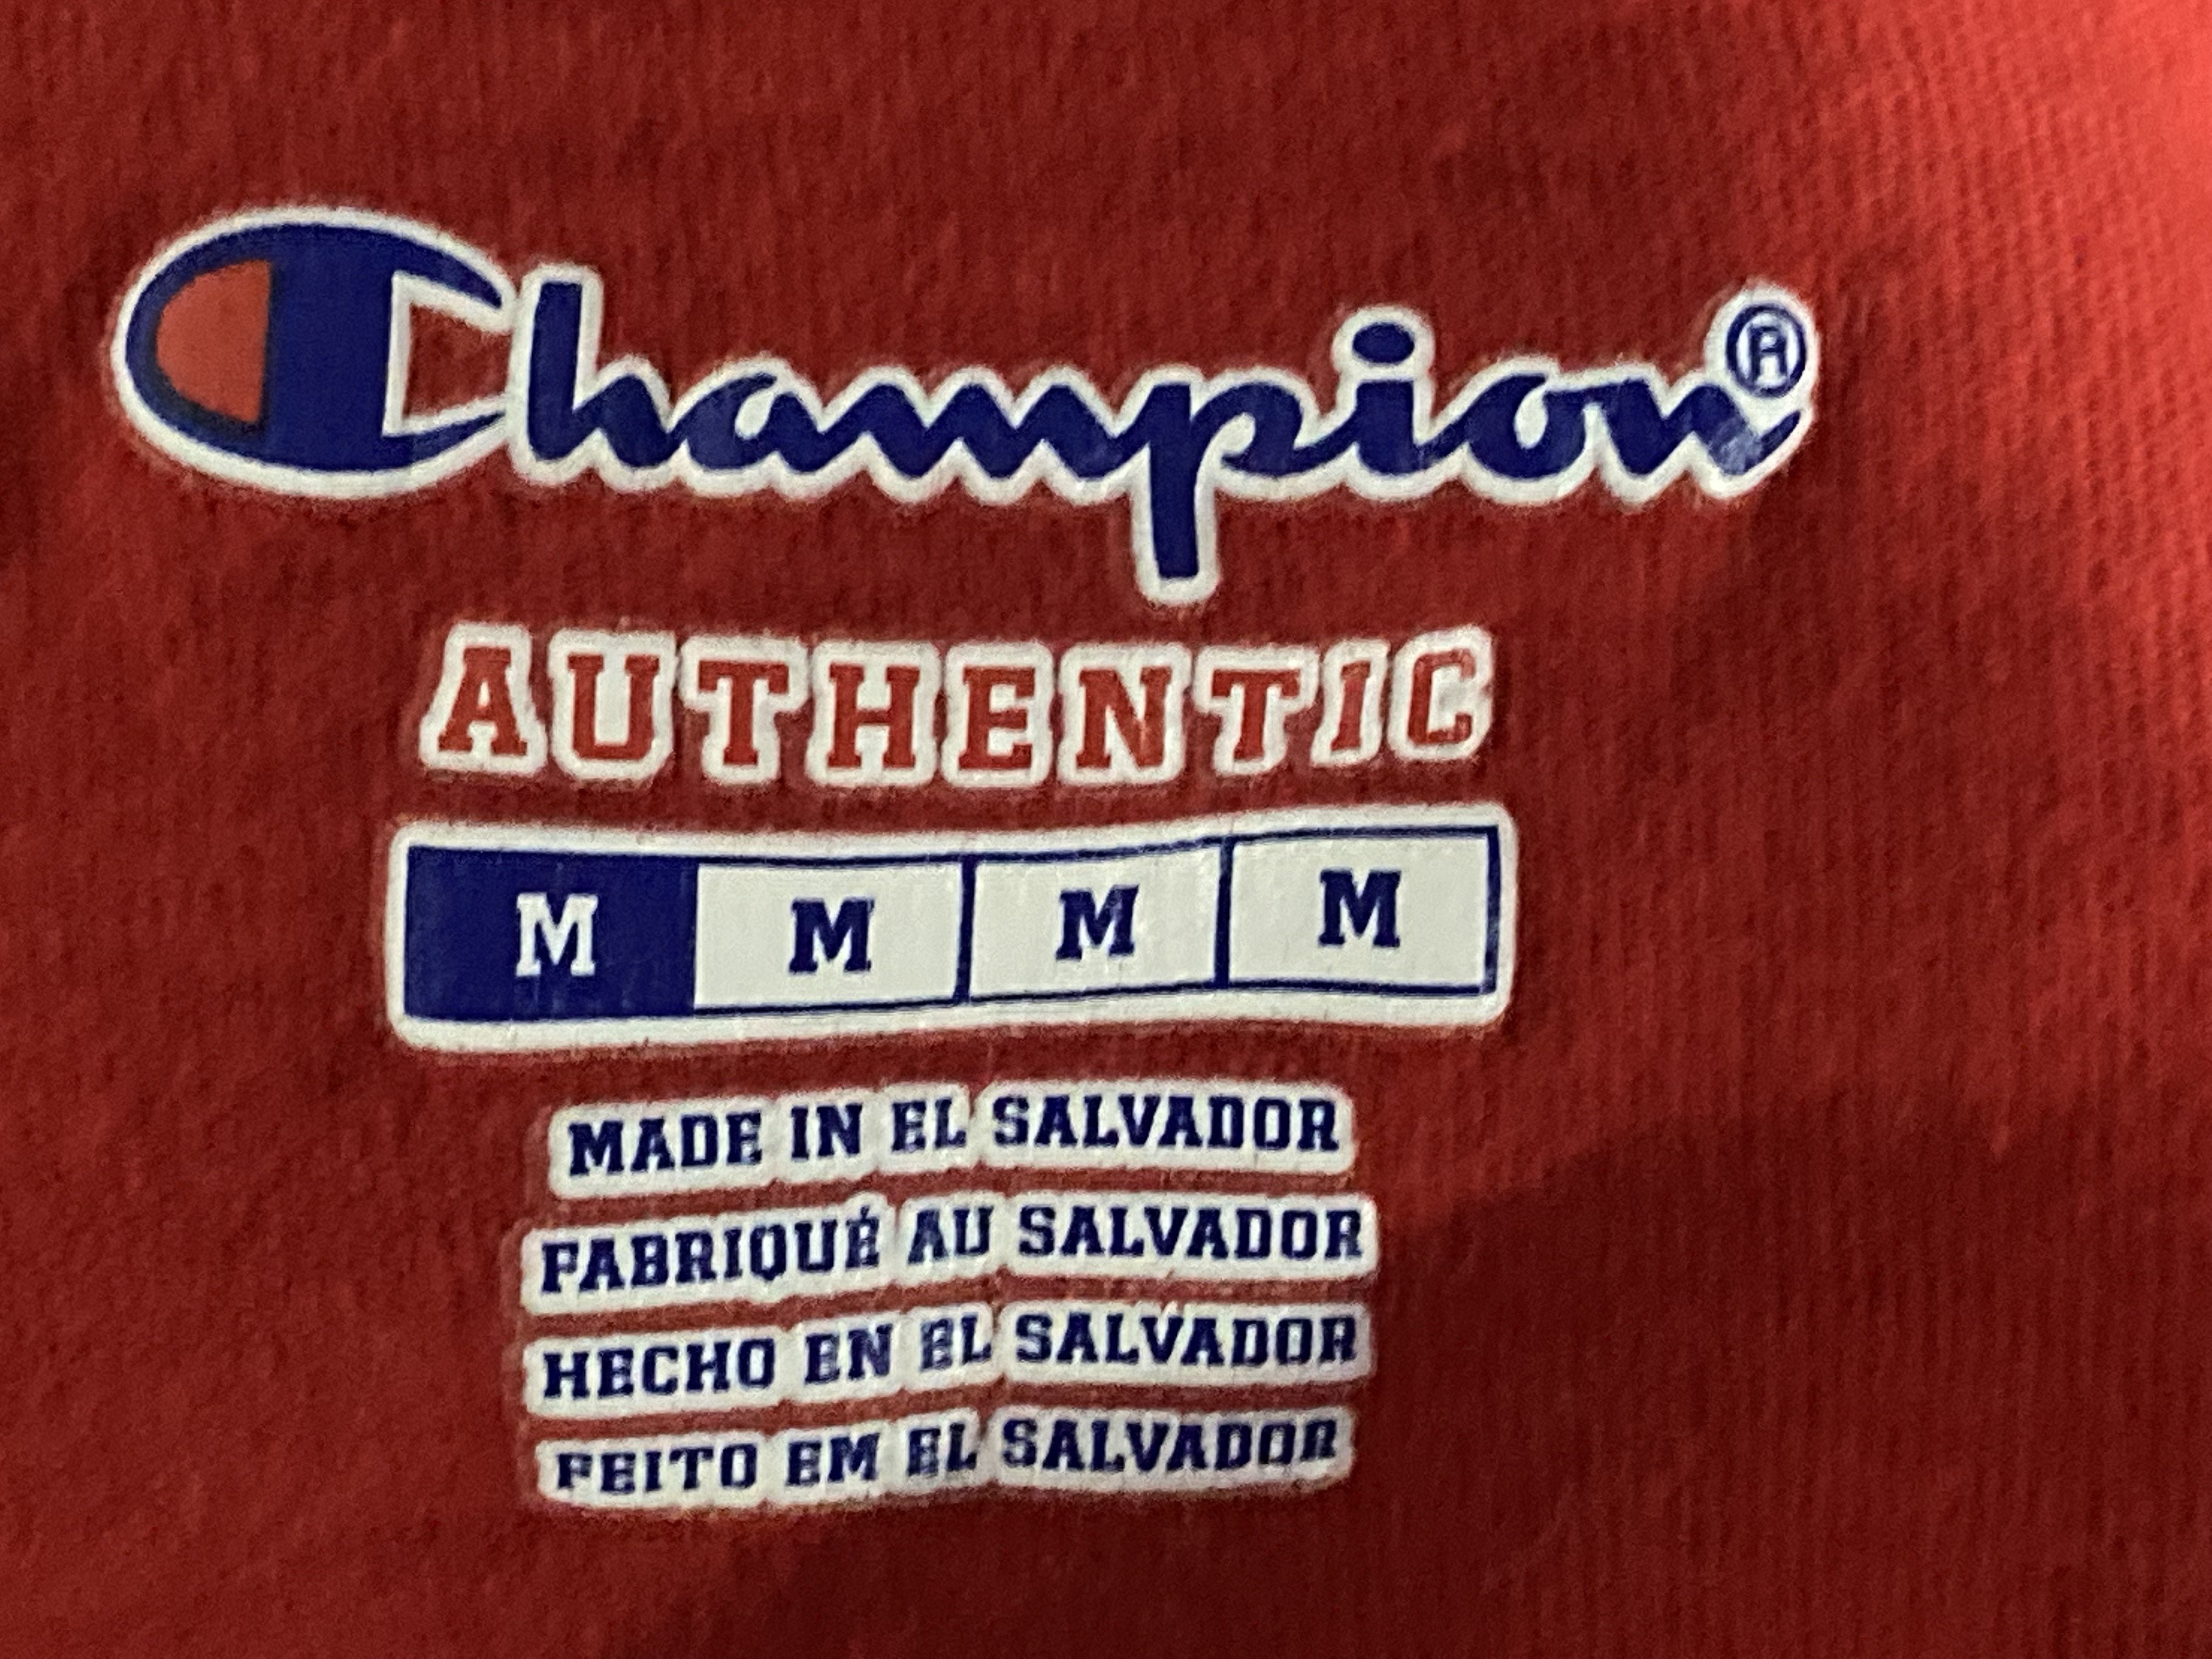 Champion®
AUTHENTIC
M M M M
MADE IN EL SALVADOR
FABRIQUÉ AU SALVADOR
HECHO EN EL SALVADOR
FEITO EM EL SALVADOR